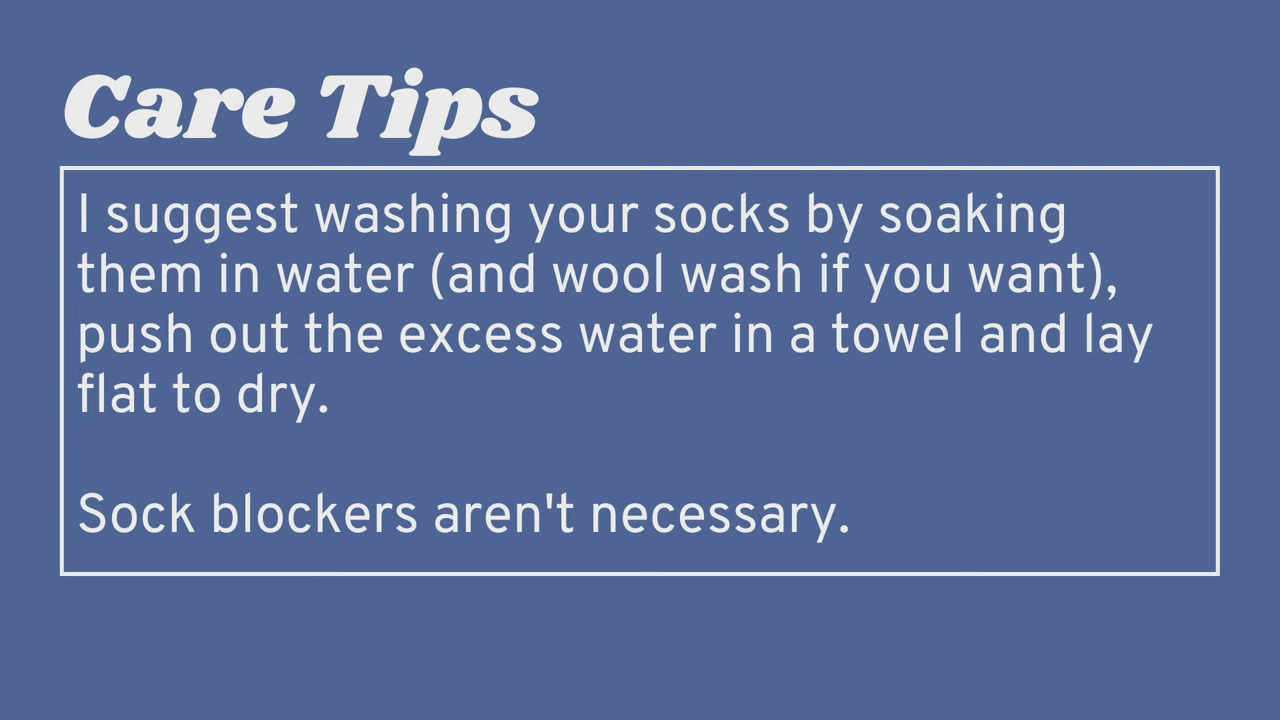 Care Tips
I suggest washing your socks by soaking
them in water (and wool wash if you want),
push out the excess water in a towel and lay
flat to dry.
Sock blockers aren't necessary.